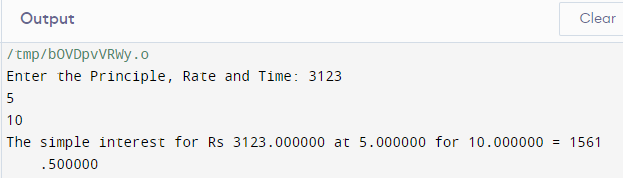 Output
Clear
/tmp/bOVDpvVRWy.o
Enter the Principle, Rate and Time: 3123
5
10
The simple interest for Rs 3123.000000 at 5.000000 for 10.000000 = 1561
.500000